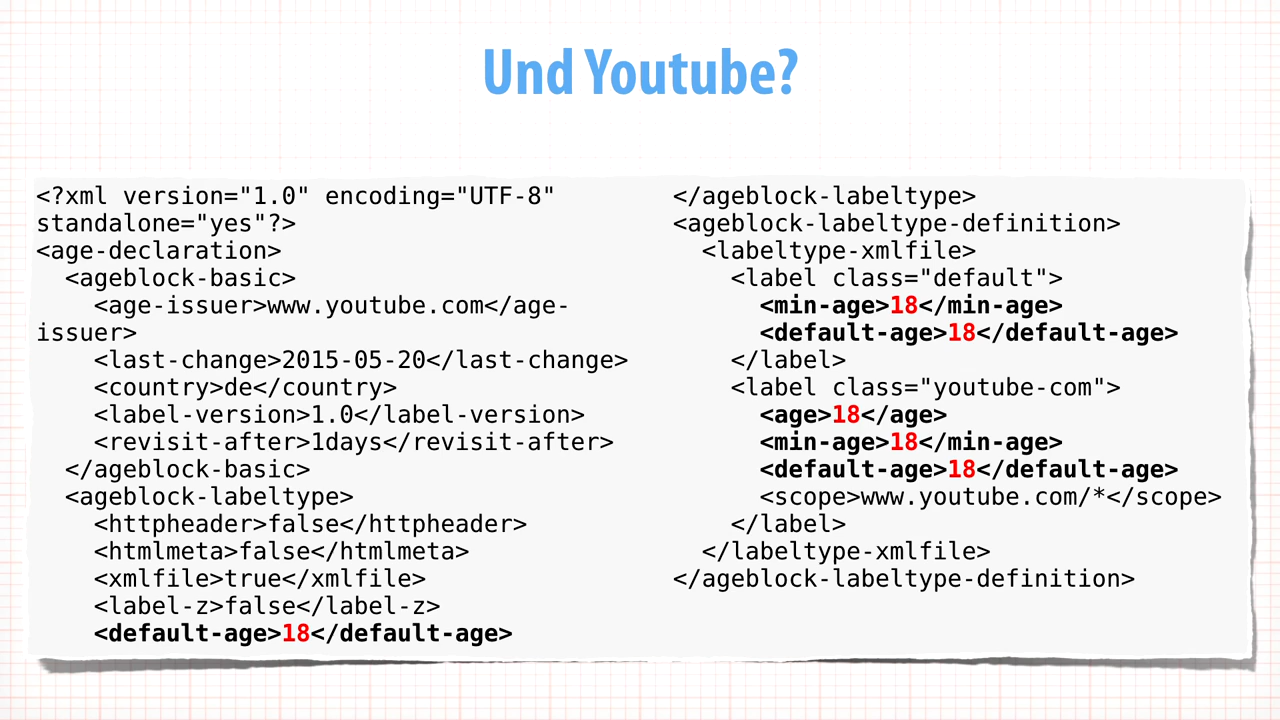 Und Youtube?
<?xml version="1.0" encoding="UTF-8"
standalone="yes"?>
<age-declaration>
  <ageblock-basic>
    <age-issuer>www.youtube.com</age-
issuer>
    <last-change>2015-05-20</last-change>
    <country>de</country>
    <label-version>1.0</label-version>
    <revisit-after>1days</revisit-after>
  </ageblock-basic>
  <ageblock-labeltype>
    <httpheader>false</httpheader>
    <htmlmeta>false</htmlmeta>
    <xmlfile>true</xmlfile>
    <label-z>false</label-z>
    <default-age>18</default-age>
</ageblock-labeltype>
<ageblock-labeltype-definition>
  <labeltype-xmlfile>
    <label class="default">
      <min-age>18</min-age>
      <default-age>18</default-age>
    </label>
    <label class="youtube-com">
      <age>18</age>
      <min-age>18</min-age>
      <default-age>18</default-age>
      <scope>www.youtube.com/*</scope>
    </label>
  </labeltype-xmlfile>
</ageblock-labeltype-definition>